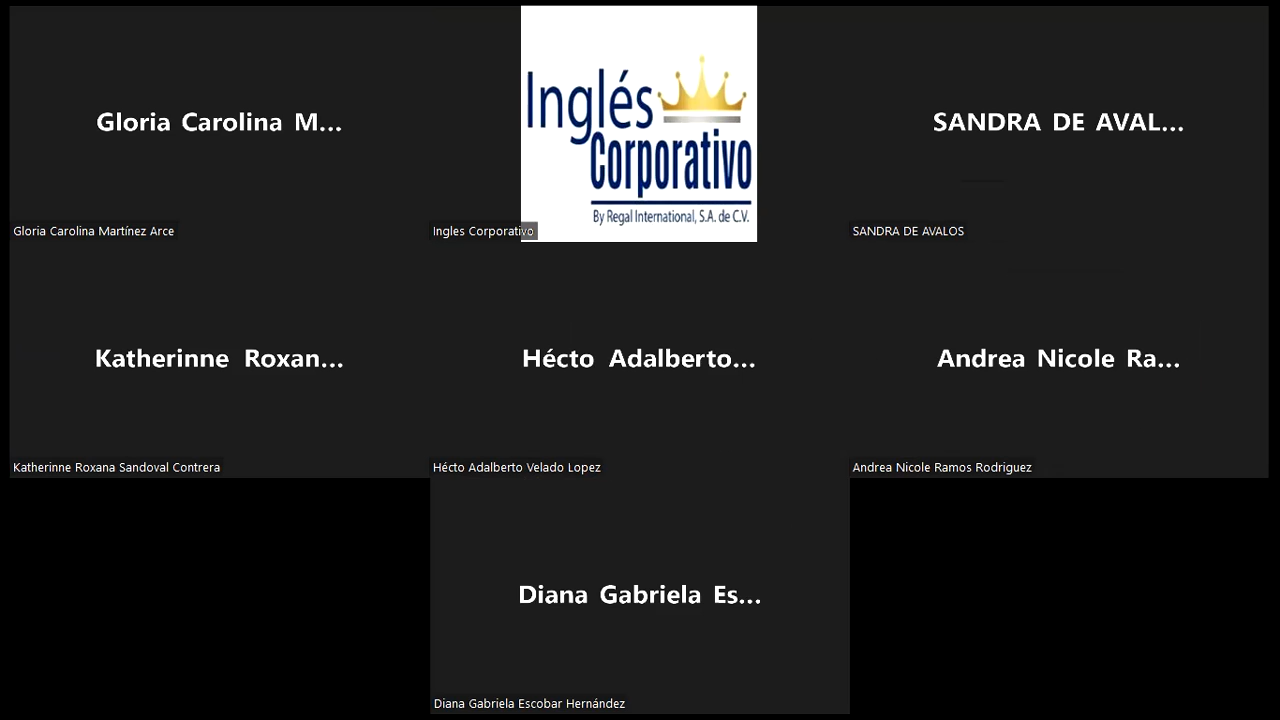 Gloria Carolina M...
Gloria Carolina Martínez Arce
Inglés
Corporativo
By Regal International, S.A. de C.V.
Ingles Corporativo
SANDRA DE AVAL...
SANDRA DE AVALOS
Katherinne Roxan...
Katherinne Roxana Sandoval Contrera
Hécto Adalberto...
Hécto Adalberto Velado Lopez
Andrea Nicole Ra...
Andrea Nicole Ramos Rodriguez
Diana Gabriela Es...
Diana Gabriela Escobar Hernández